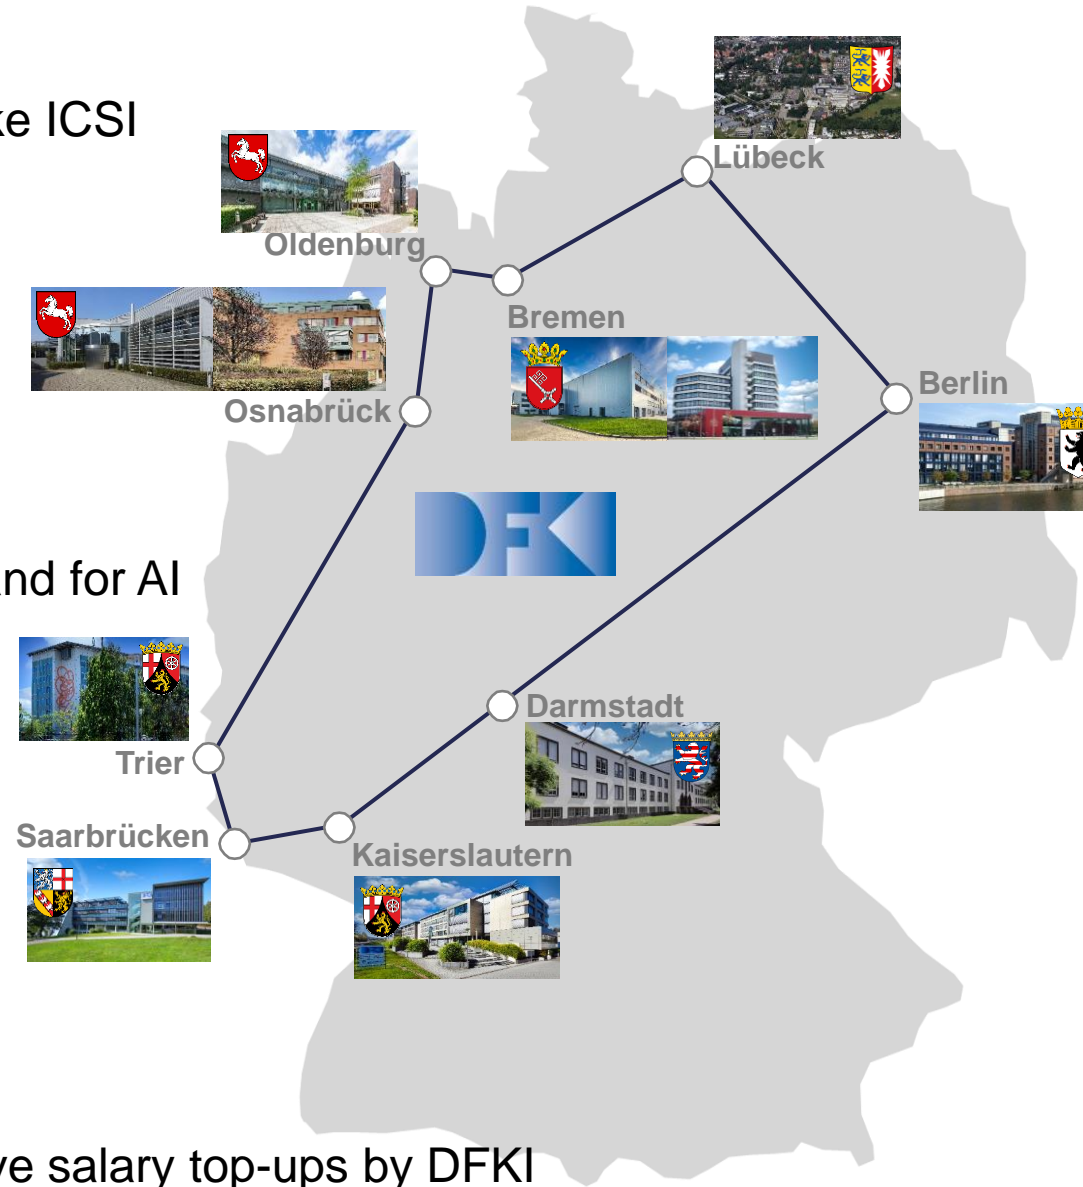 ke ICSI
Lübeck
Oldenburg
Bremen
Berlin
Osnabrück
DFKI
and for AI
Darmstadt
Trier
Saarbrücken
Kaiserslautern
ve salary top-ups by DFKI